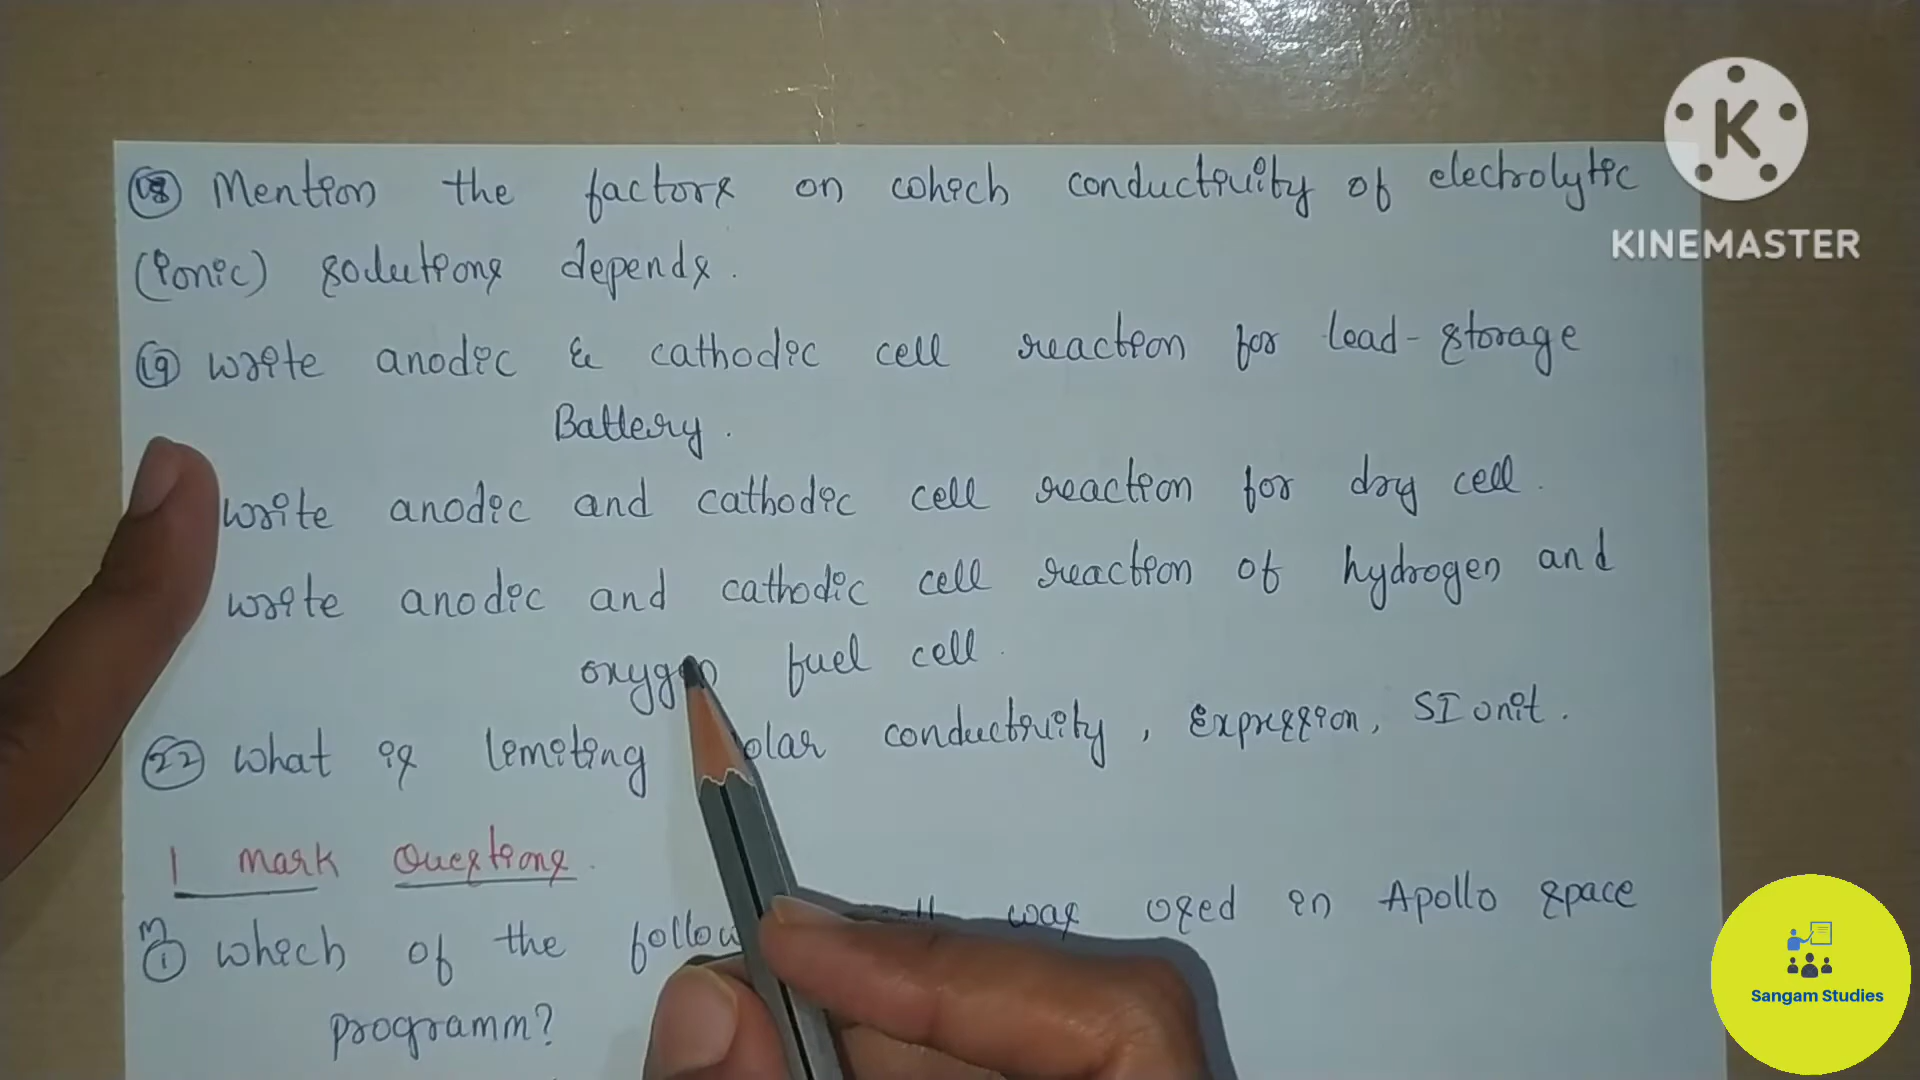 18 Mention the factors on which conductivity of electrolytic
(ionic) solutions depends.
19 write anodic & cathodic cell reaction for lead-storage
Battery.
write anodic and cathodic cell reaction for dry cell.
write anodic and cathodic cell reaction of hydrogen and
oxygen fuel cell.
22 what is limiting conductivity, Expression, SI unit.
1 mark Questions.
M
1 which of the was used in Apollo space
programm?
K
KINEMASTER
Sangam Studies